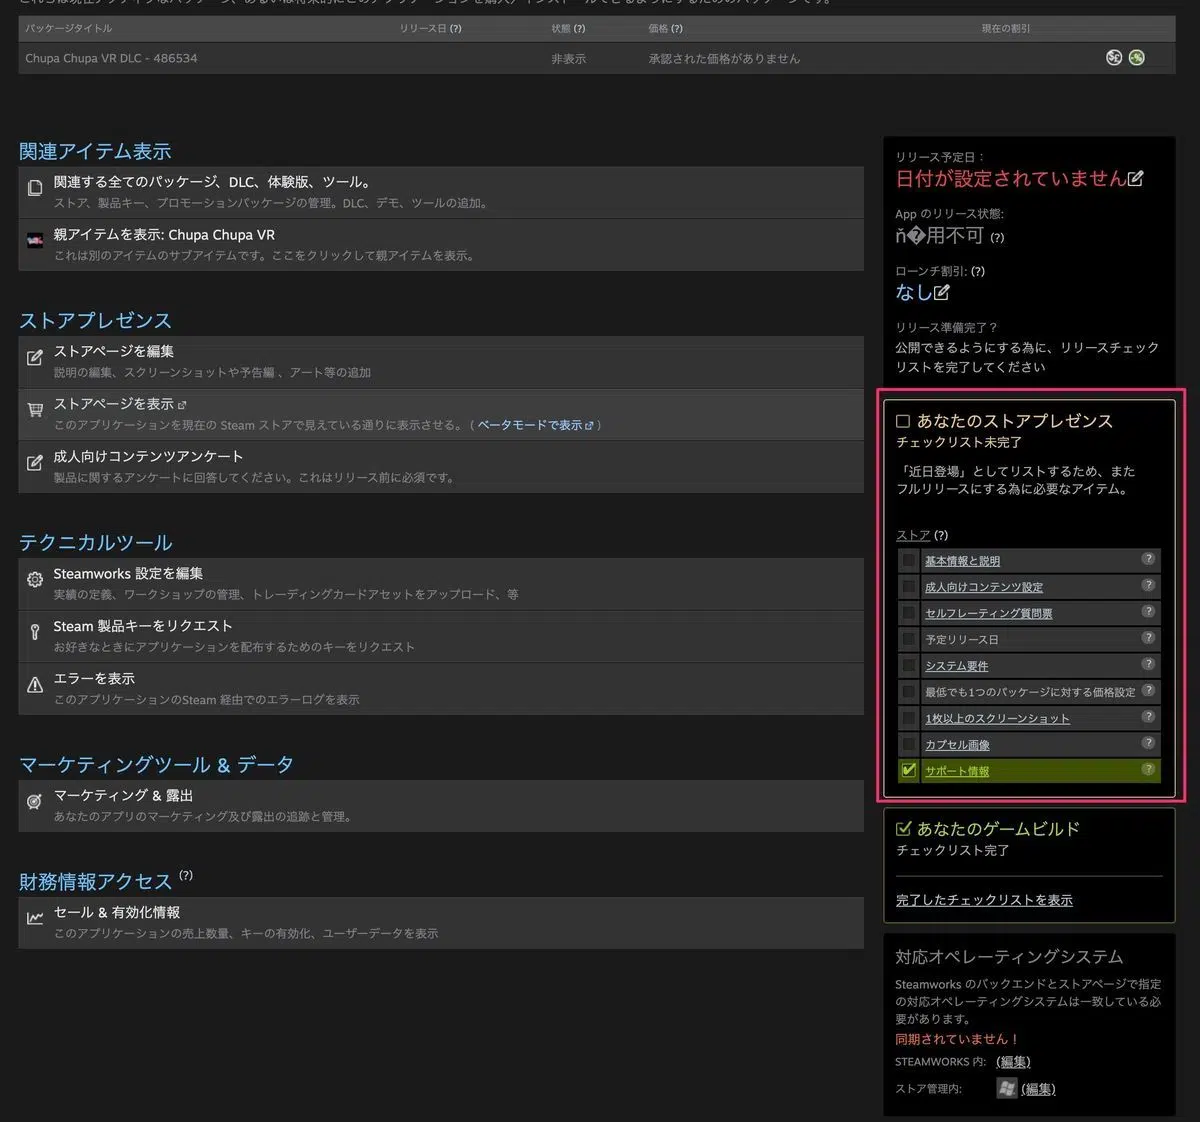 パッケージタイトル リリース日 (?) 状態 (?) 価格 (?) 現在の割引
Chupa Chupa VR DLC - 486534 非表示 承認された価格がありません
関連アイテム表示
関連する全てのパッケージ、DLC、体験版、ツール。
ストア、製品キー、プロモーションパッケージの管理。DLC、デモ、ツールの追加。
親アイテムを表示: Chupa Chupa VR
これは別のアイテムのサブアイテムです。ここをクリックして親アイテムを表示。
ストアプレゼンス
ストアページを編集
説明の編集、スクリーンショットや予告編 、アート等の追加
ストアページを表示
このアプリケーションを現在の Steam ストアで見えている通りに表示させる。 ( ベータモードで表示 )
成人向けコンテンツアンケート
製品に関するアンケートに回答してください。これはリリース前に必須です。
テクニカルツール
Steamworks 設定を編集
実績の定義、ワークショップの管理、トレーディングカードアセットをアップロード、等
Steam 製品キーをリクエスト
お好きなときにアプリケーションを配布するためのキーをリクエスト
エラーを表示
このアプリケーションのSteam 経由でのエラーログを表示
マーケティングツール & データ
マーケティング & 露出
あなたのアプリのマーケティング及び露出の追跡と管理。
財務情報アクセス (?)
セール & 有効化情報
このアプリケーションの売上数量、キーの有効化、ユーザーデータを表示
リリース予定日：
日付が設定されていません
App のリリース状態:
ň�用不可 (?)
ローンチ割引: (?)
なし
リリース準備完了？
公開できるようにする為に、リリースチェック
リストを完了してください
あなたのストアプレゼンス
チェックリスト未完了
「近日登場」としてリストするため、また
フルリリースにする為に必要なアイテム。
ストア (?)
基本情報と説明 ?
成人向けコンテンツ設定 ?
セルフレーティング質問票 ?
予定リリース日 ?
システム要件 ?
最低でも1つのパッケージに対する価格設定 ?
1枚以上のスクリーンショット ?
カプセル画像 ?
サポート情報 ?
あなたのゲームビルド
チェックリスト完了
完了したチェックリストを表示
対応オペレーティングシステム
Steamworks のバックエンドとストアページで指定
の対応オペレーティングシステムは一致している必
要があります。
同期されていません！
STEAMWORKS 内: (編集)
ストア管理内: (編集)